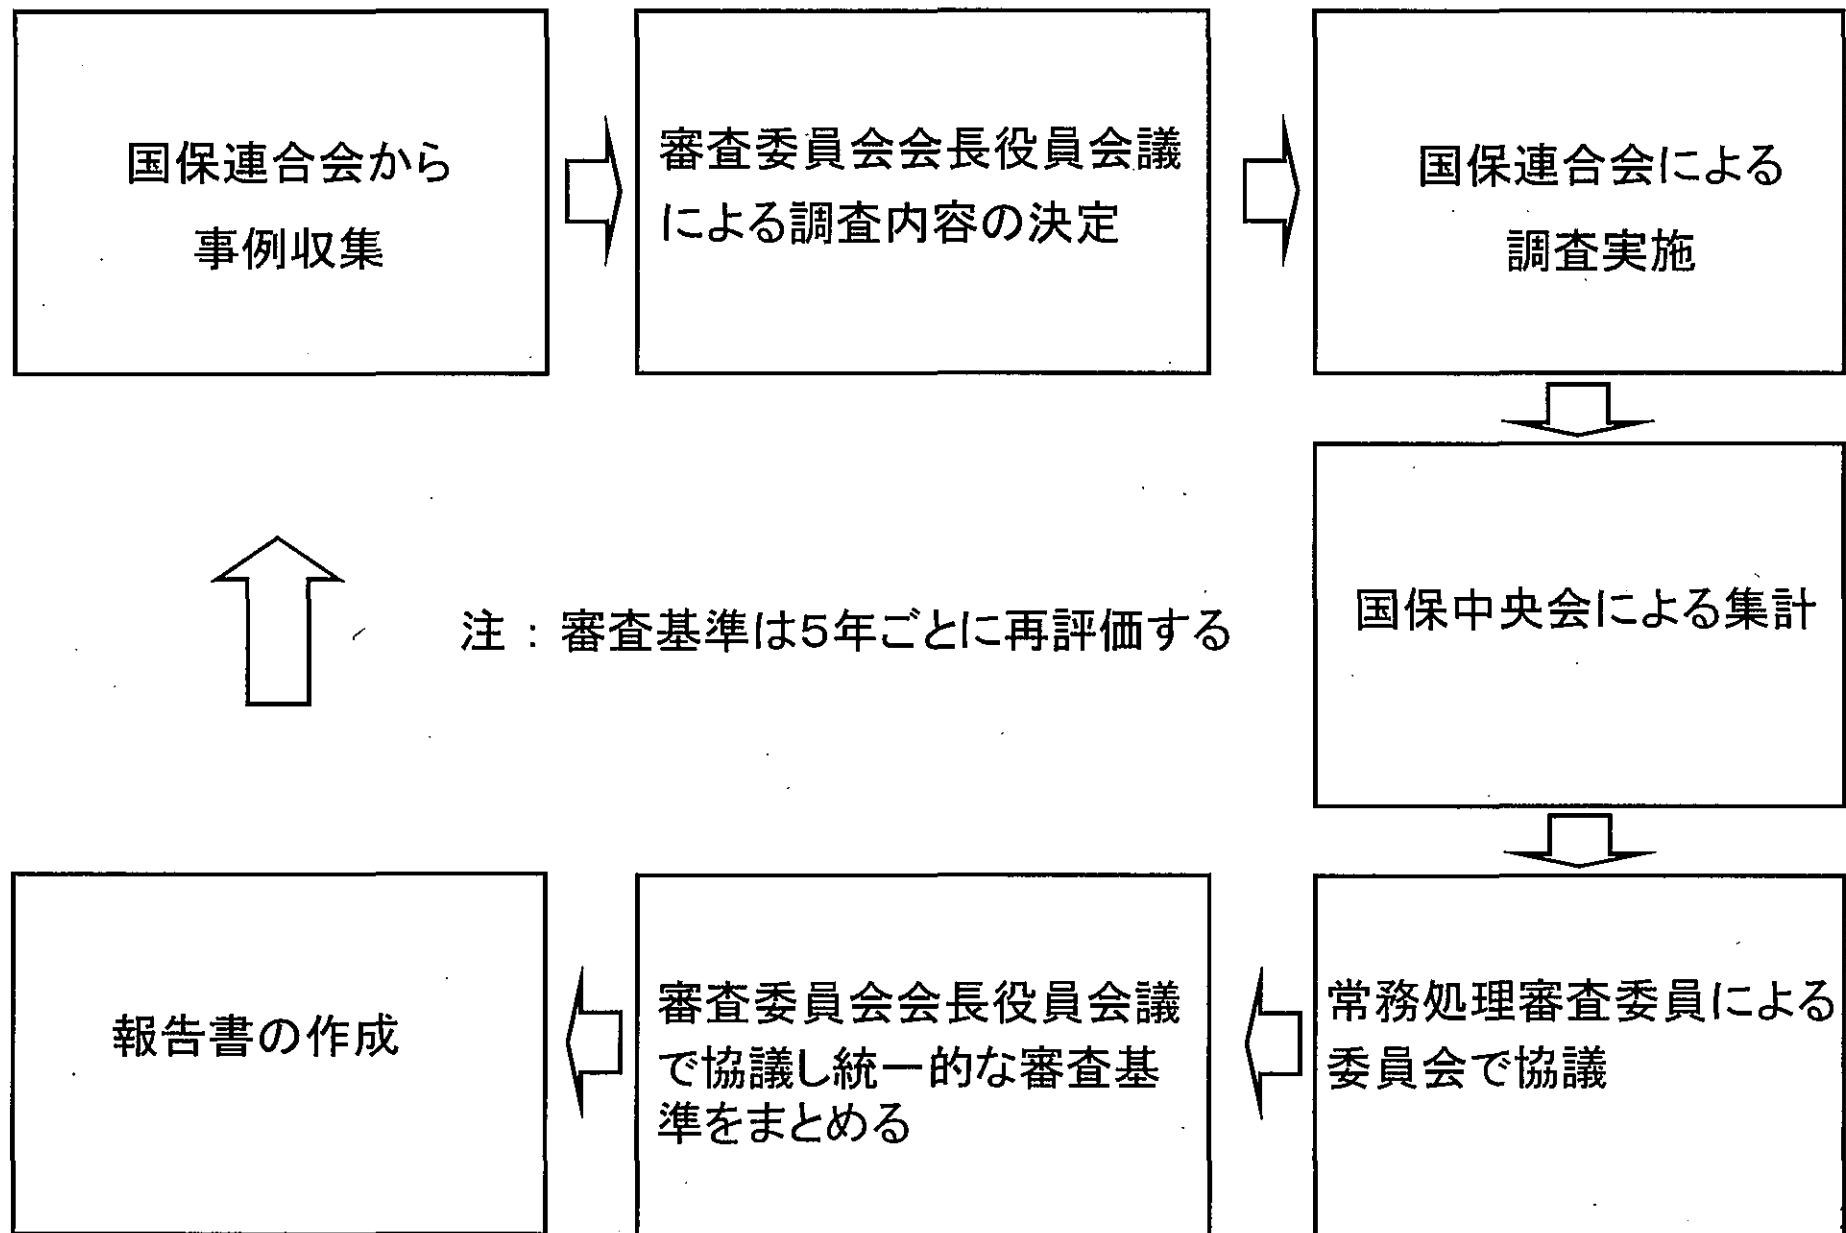 国保連合会から
事例収集
審査委員会会長役員会議
による調査内容の決定
国保連合会による
調査実施
国保中央会による集計
注：審査基準は5年ごとに再評価する
常務処理審査委員による
委員会で協議
審査委員会会長役員会議
で協議し統一的な審査基
準をまとめる
報告書の作成